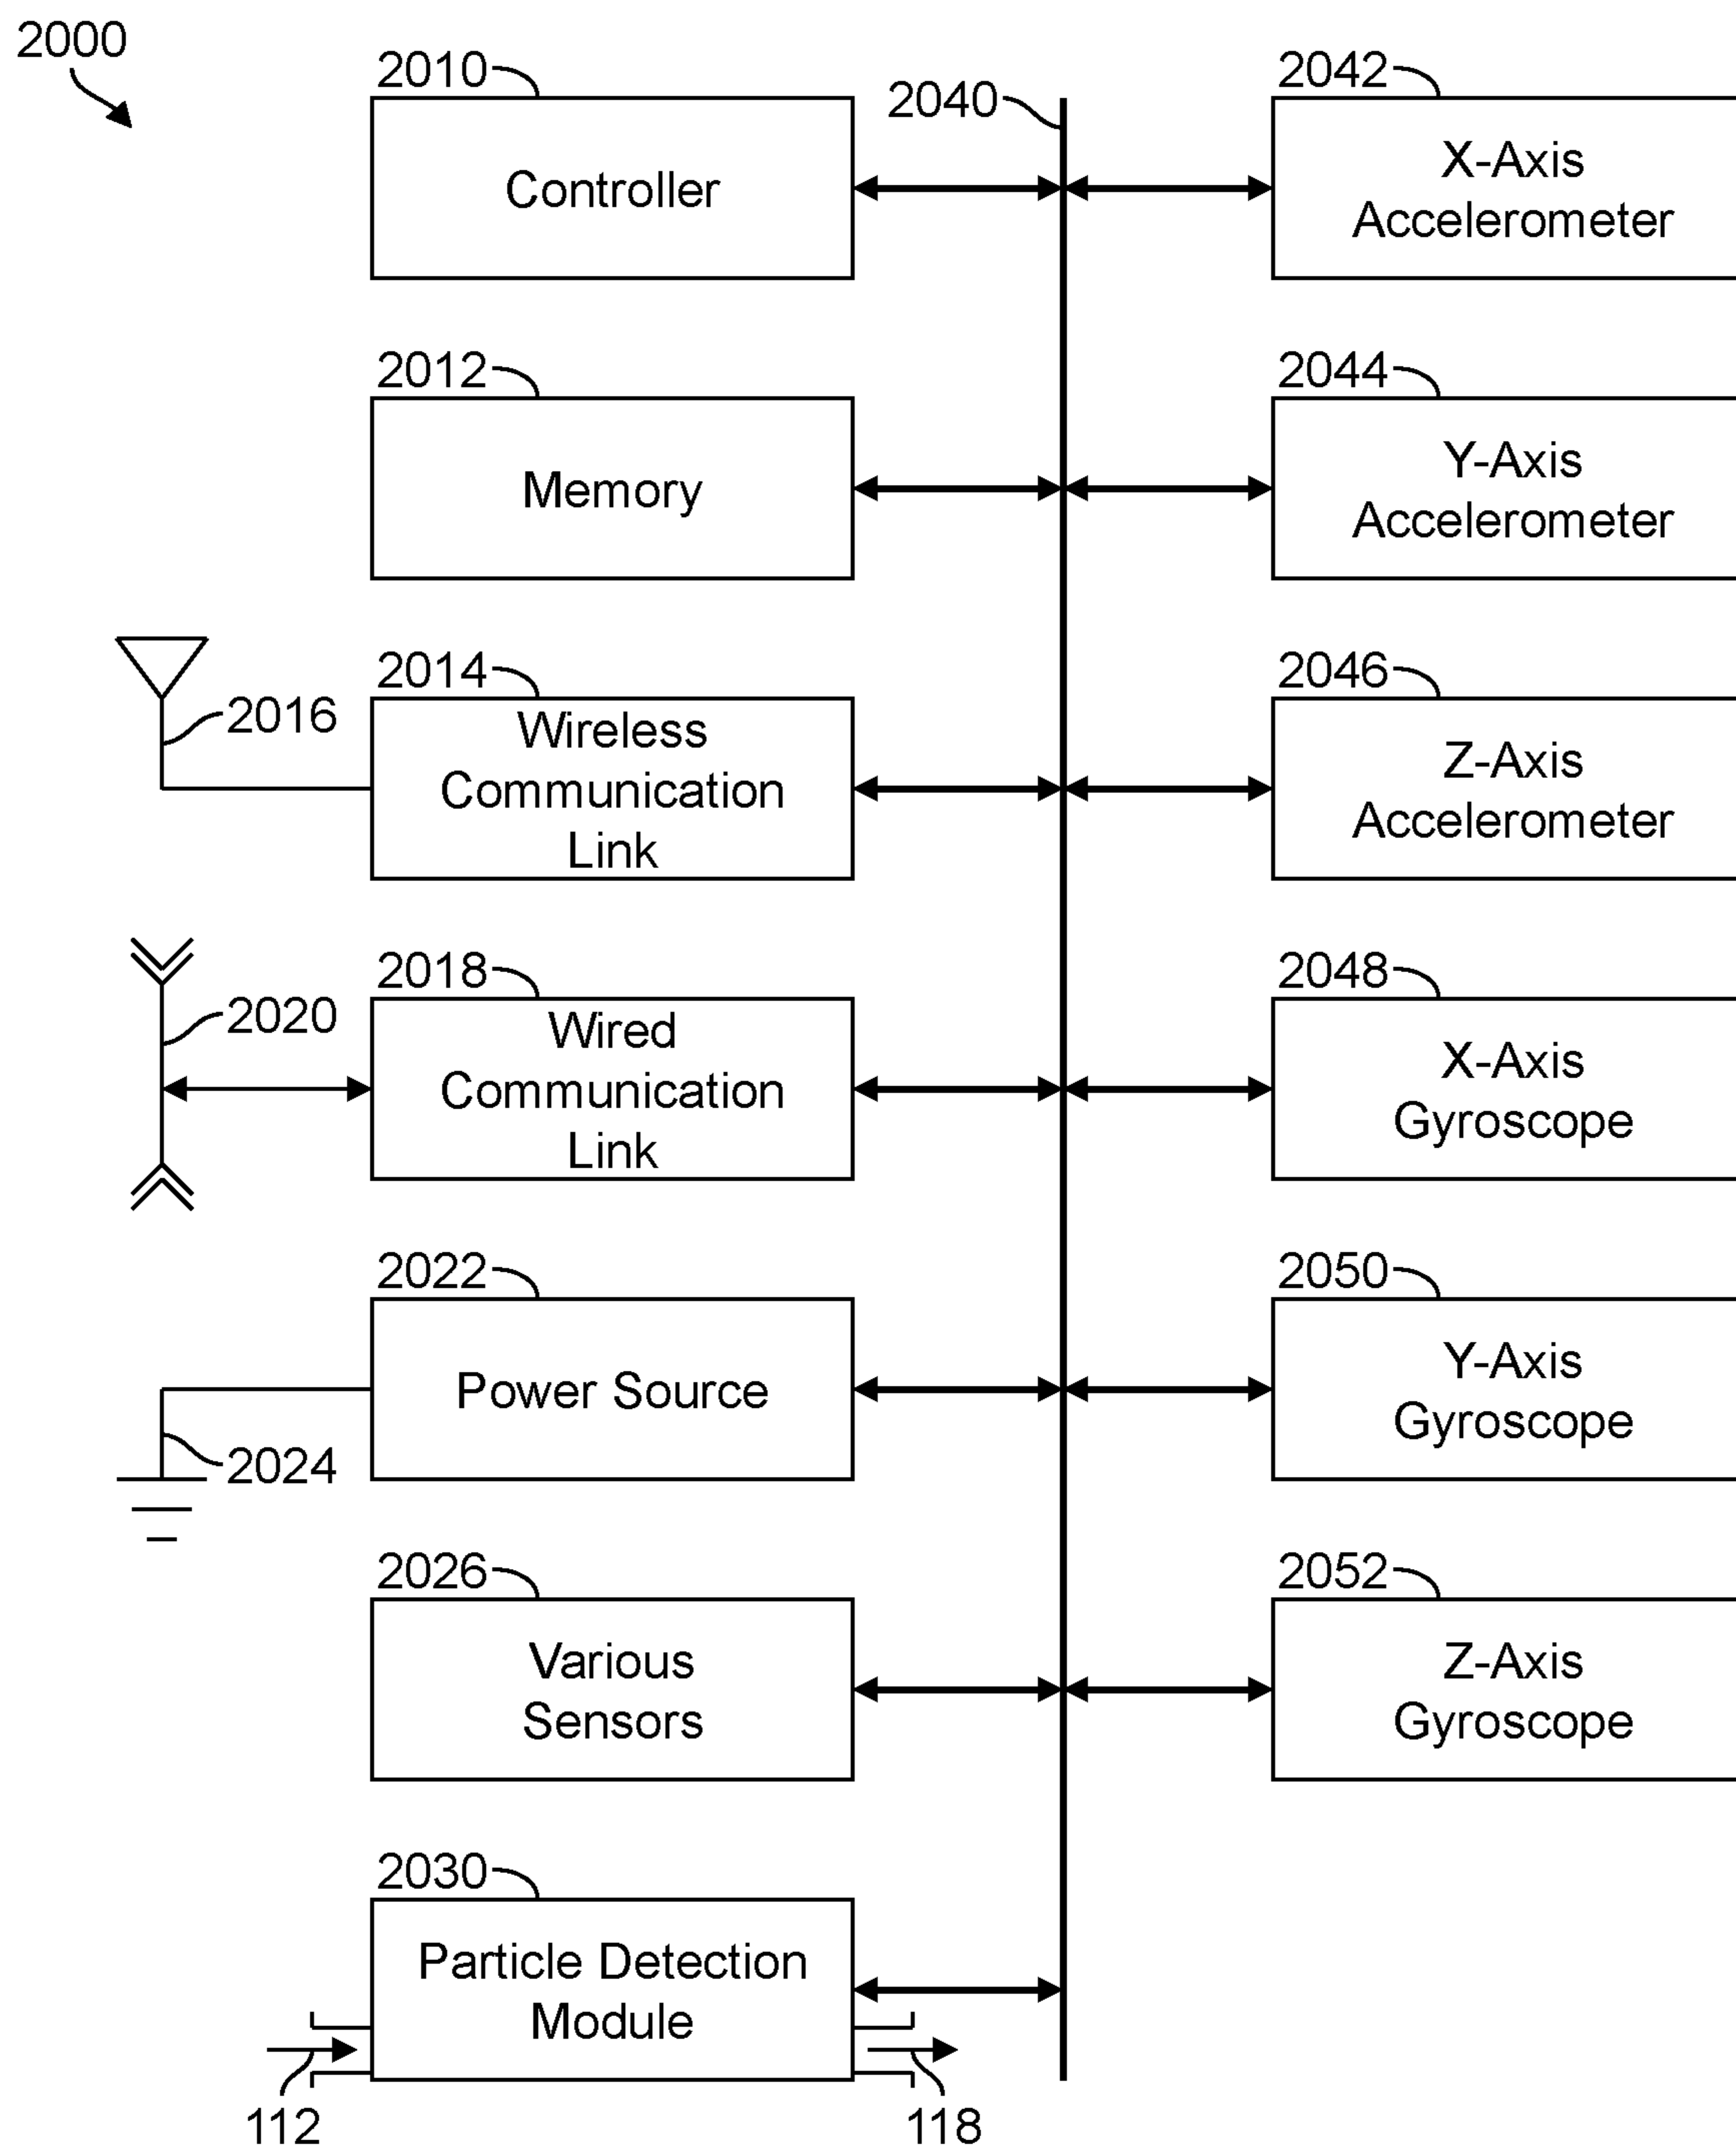 2000
2010
Controller
2040
2042
X-Axis
Accelerometer
2012
Memory
2044
Y-Axis
Accelerometer
2016
2014
Wireless
Communication
Link
2046
Z-Axis
Accelerometer
2020
2018
Wired
Communication
Link
2048
X-Axis
Gyroscope
2022
Power Source
2024
2050
Y-Axis
Gyroscope
2026
Various
Sensors
2052
Z-Axis
Gyroscope
2030
Particle Detection
Module
112
118